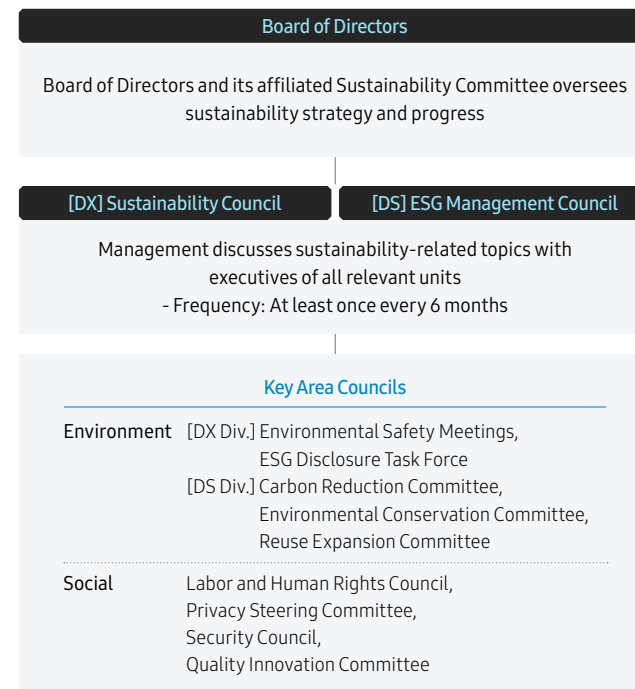 Board of Directors
Board of Directors and its affiliated Sustainability Committee oversees
sustainability strategy and progress
[DX] Sustainability Council
[DS] ESG Management Council
Management discusses sustainability-related topics with
executives of all relevant units
- Frequency: At least once every 6 months
Key Area Councils
Environment [DX Div.] Environmental Safety Meetings,
ESG Disclosure Task Force
[DS Div.] Carbon Reduction Committee,
Environmental Conservation Committee,
Reuse Expansion Committee
Social Labor and Human Rights Council,
Privacy Steering Committee,
Security Council,
Quality Innovation Committee